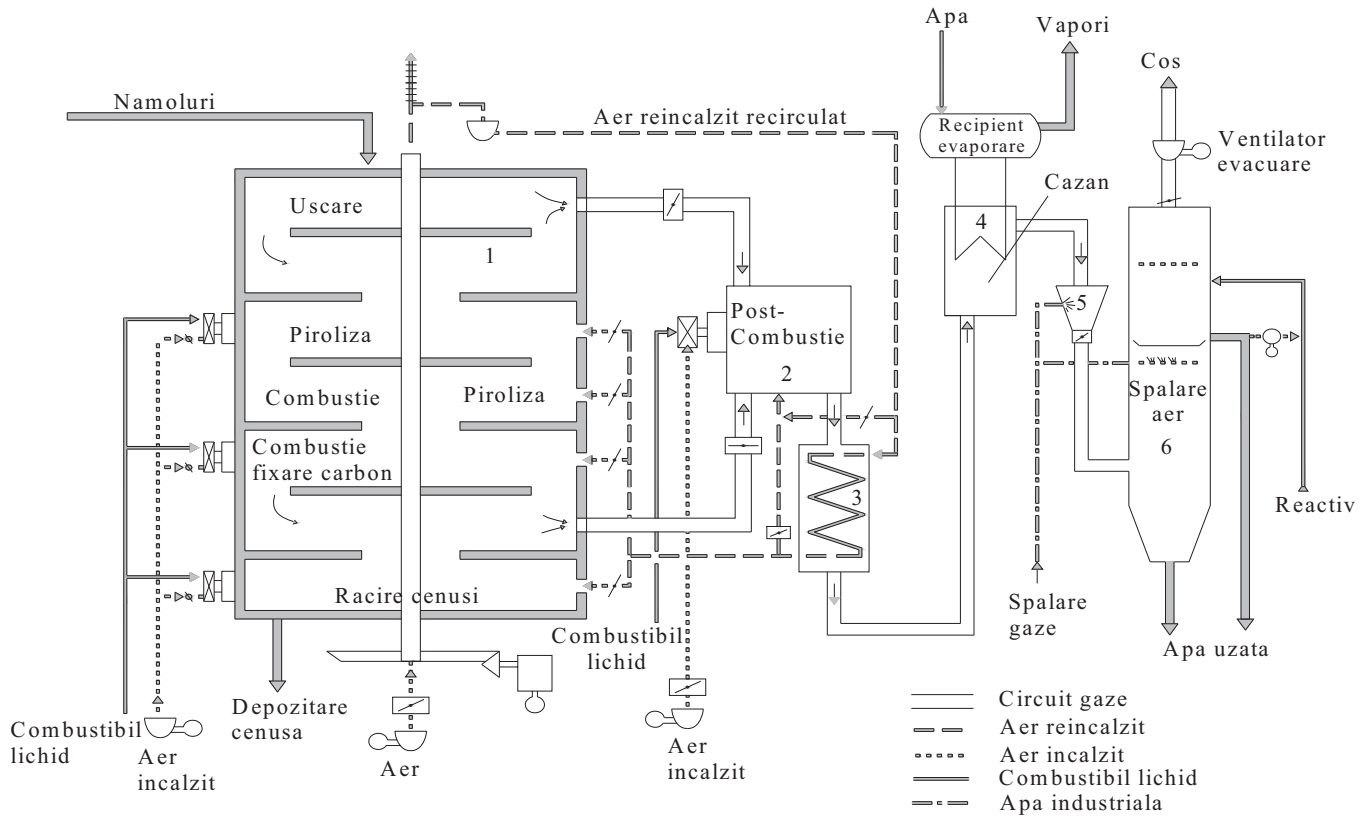 Apa
Vapori
Cos
Namoluri
Aer reincalzit recirculat
Recipient
evaporare
Ventilator
evacuare
Cazan
Uscare
1
4
5
Piroliza
Post-
Combustie
2
Combustie
Piroliza
Spalare
aer
6
Combustie
fixare carbon
3
Reactiv
Racire cenusi
Spalare
gaze
Combustibil
lichid
Apa uzata
Depozitare
cenusa
Combustibil
lichid
Aer
incalzit
Aer
Aer
incalzit
Circuit gaze
Aer reincalzit
Aer incalzit
Combustibil lichid
Apa industriala